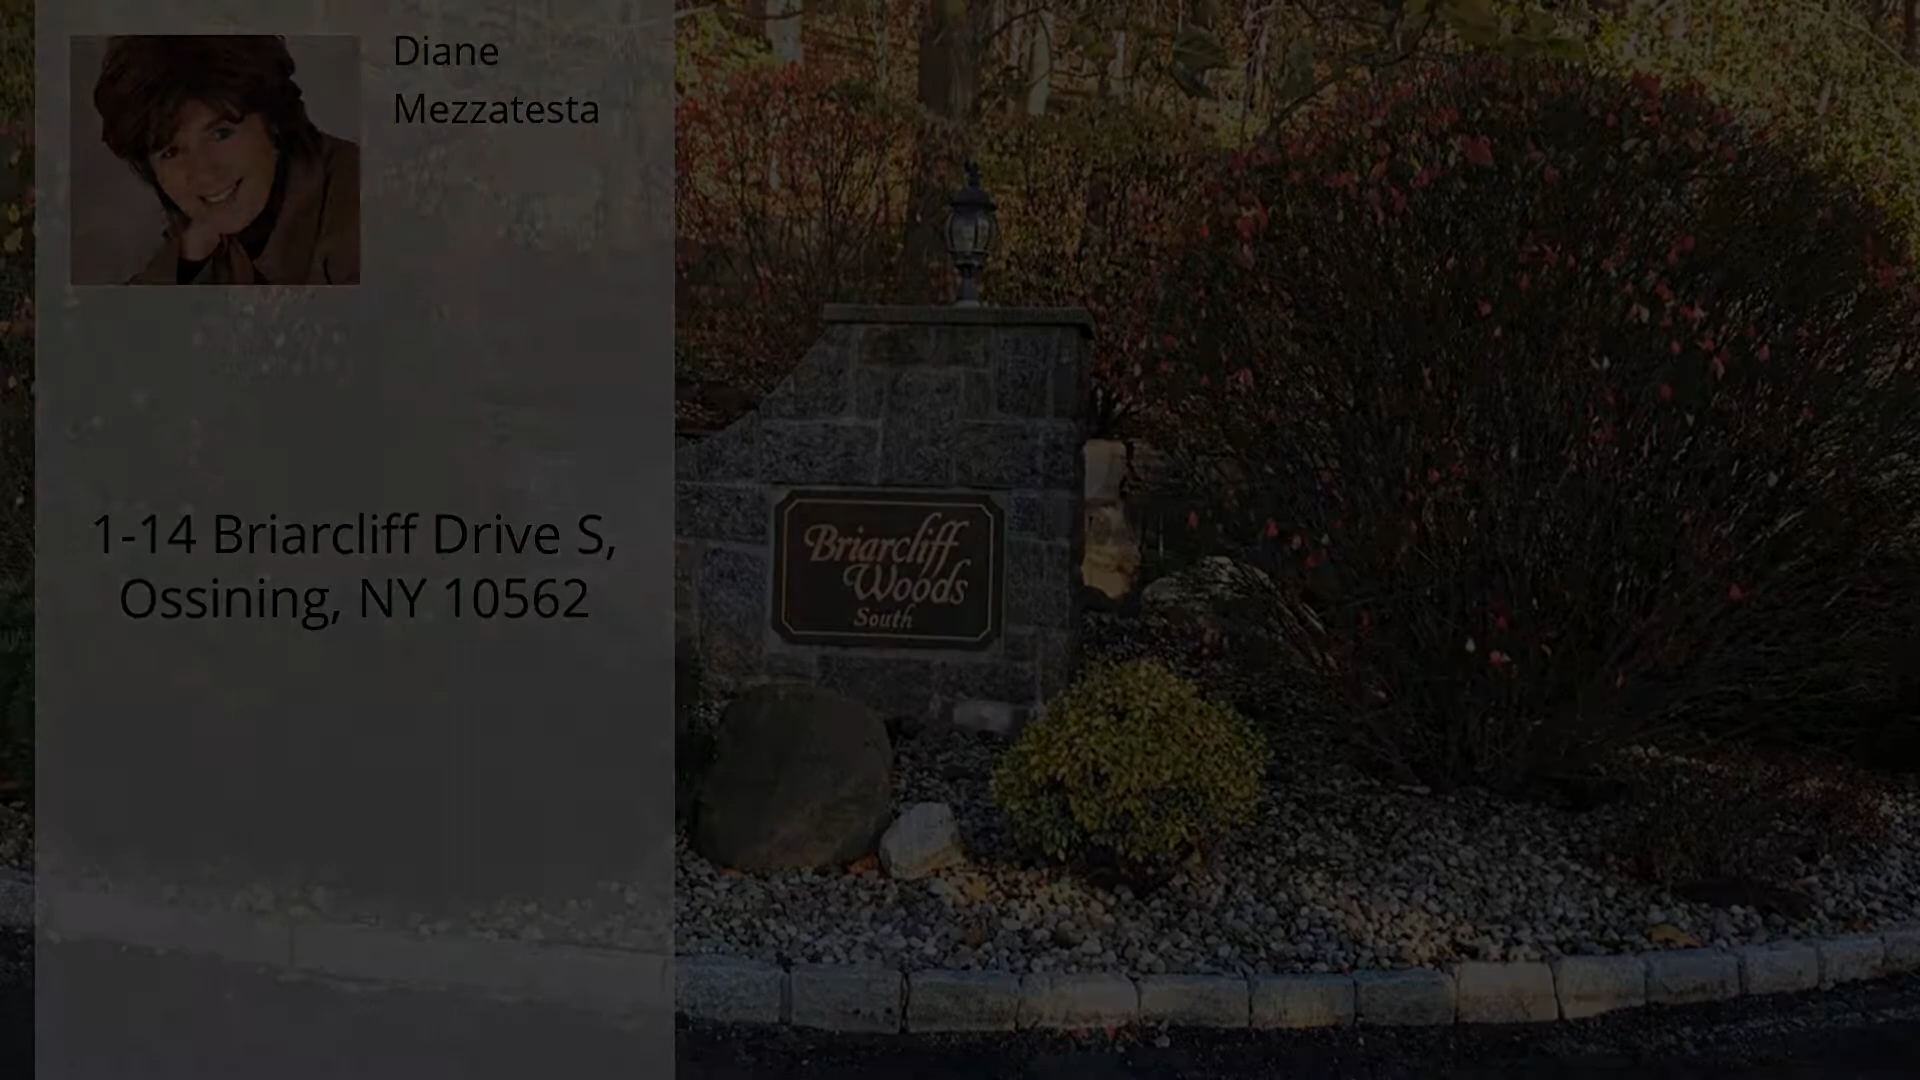 Diane
Mezzatesta
1-14 Briarcliff Drive S,
Ossining, NY 10562
Briarcliff
Woods
South